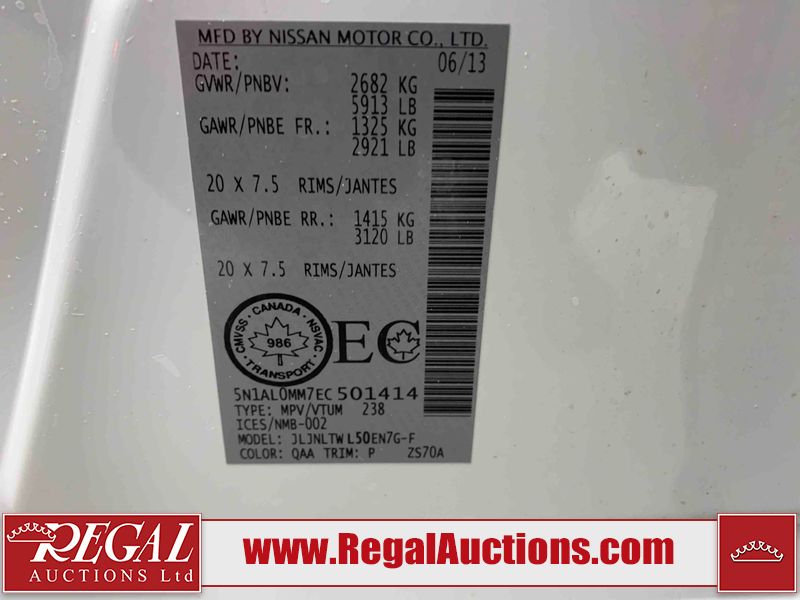 MFD BY NISSAN MOTOR CO., LTD.
DATE: 06/13
GVWR/PNBV: 2682 KG
5913 LB
GAWR/PNBE FR.: 1325 KG
2921 LB
20 X 7.5 RIMS/JANTES
GAWR/PNBE RR.: 1415 KG
3120 LB
20 X 7.5 RIMS/JANTES
CANADA
CMVSS NSVAC
986
TRANSPORT
EC
5N1AL0MM7EC501414
TYPE: MPV/VTUM 238
ICES/NMB-002
MODEL: JLJNLTWL50EN7G-F
COLOR: QAA TRIM: P ZS70A
REGAL
AUCTIONS Ltd
www.RegalAuctions.com